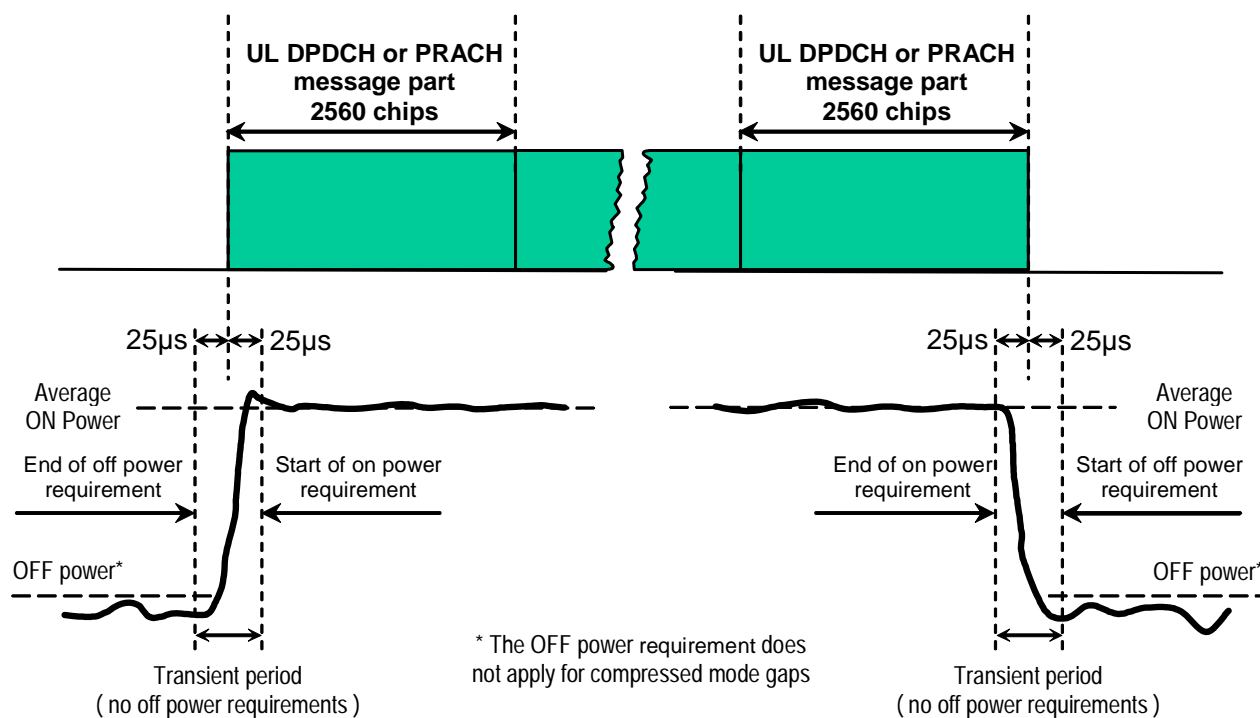 UL DPDCH or PRACH
message part
2560 chips
UL DPDCH or PRACH
message part
2560 chips
25µs
25µs
25µs
25µs
Average
ON Power
Average
ON Power
End of off power
requirement
Start of on power
requirement
End of on power
requirement
Start of off power
requirement
OFF power*
OFF power*
* The OFF power requirement does
not apply for compressed mode gaps
Transient period
( no off power requirements )
Transient period
( no off power requirements )